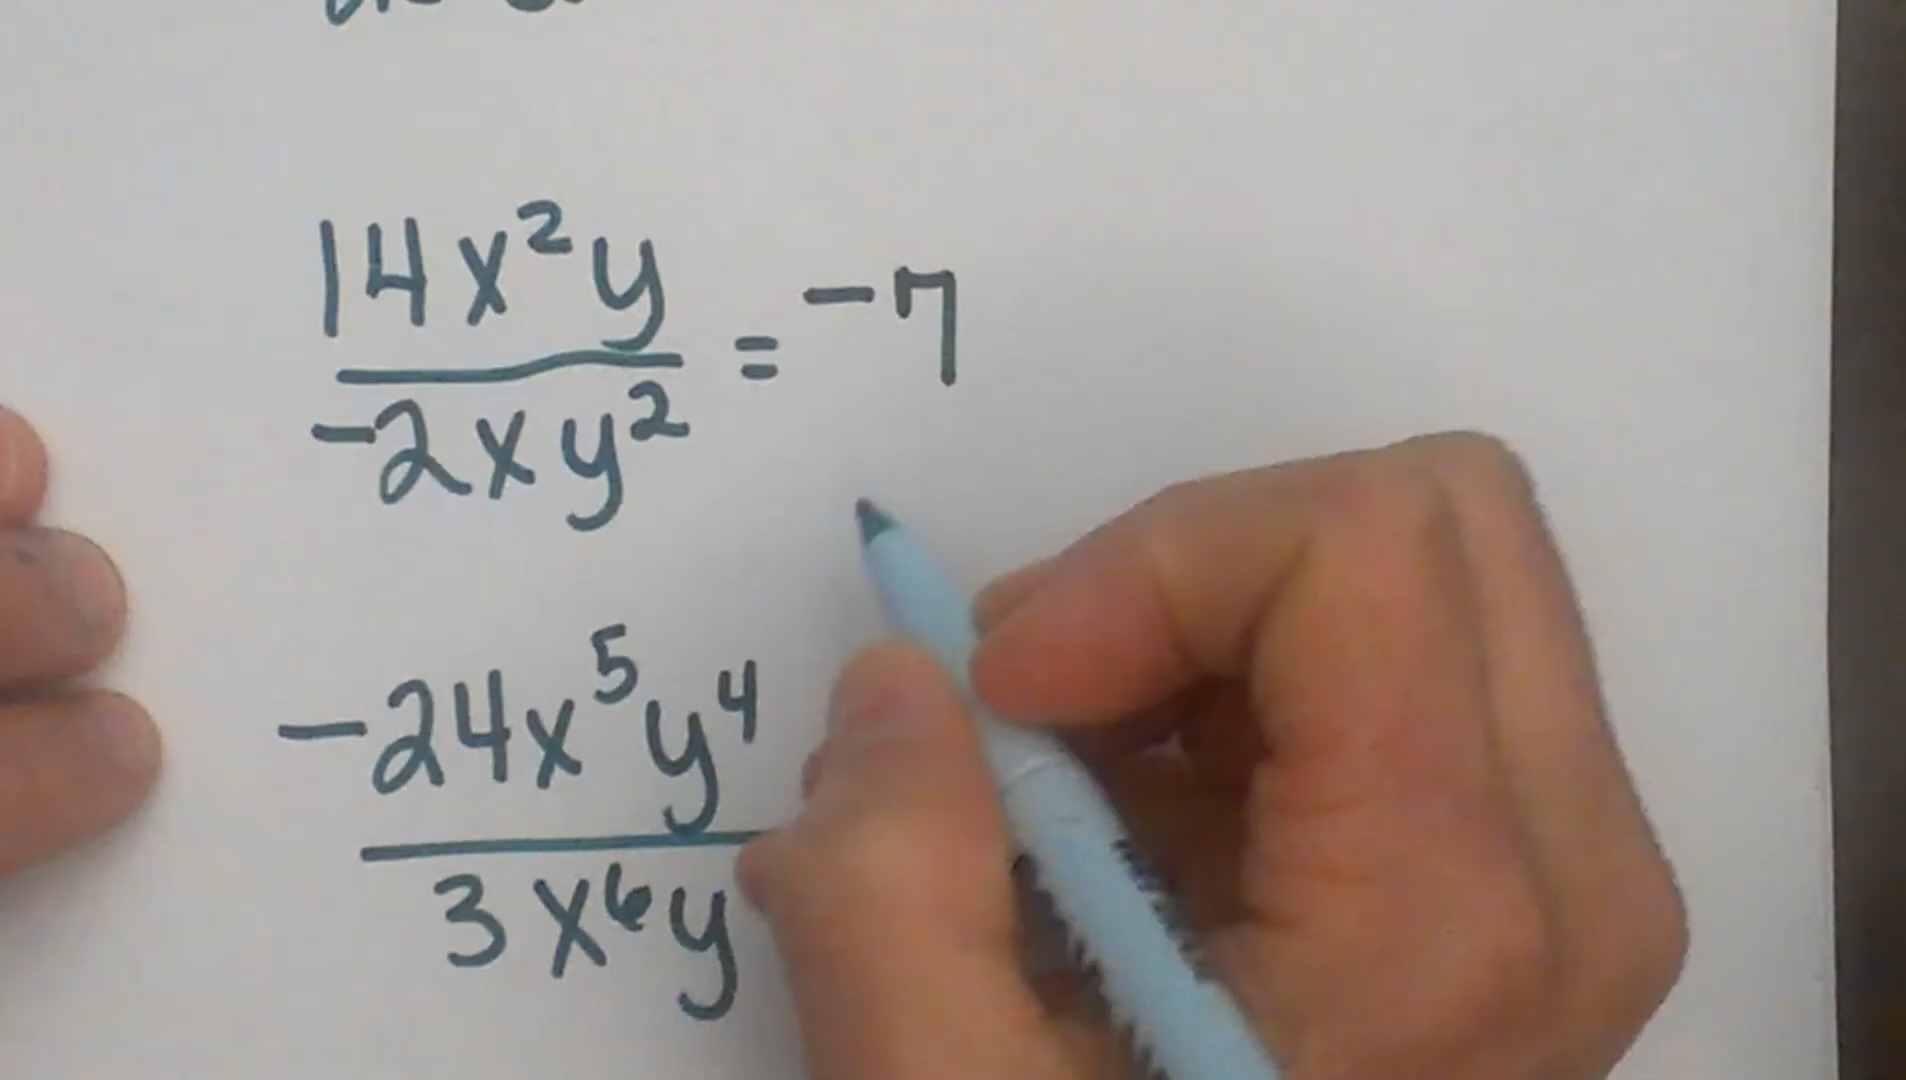 14x²y
= -7
-2xy²
-24x⁵y⁴
3x⁶y